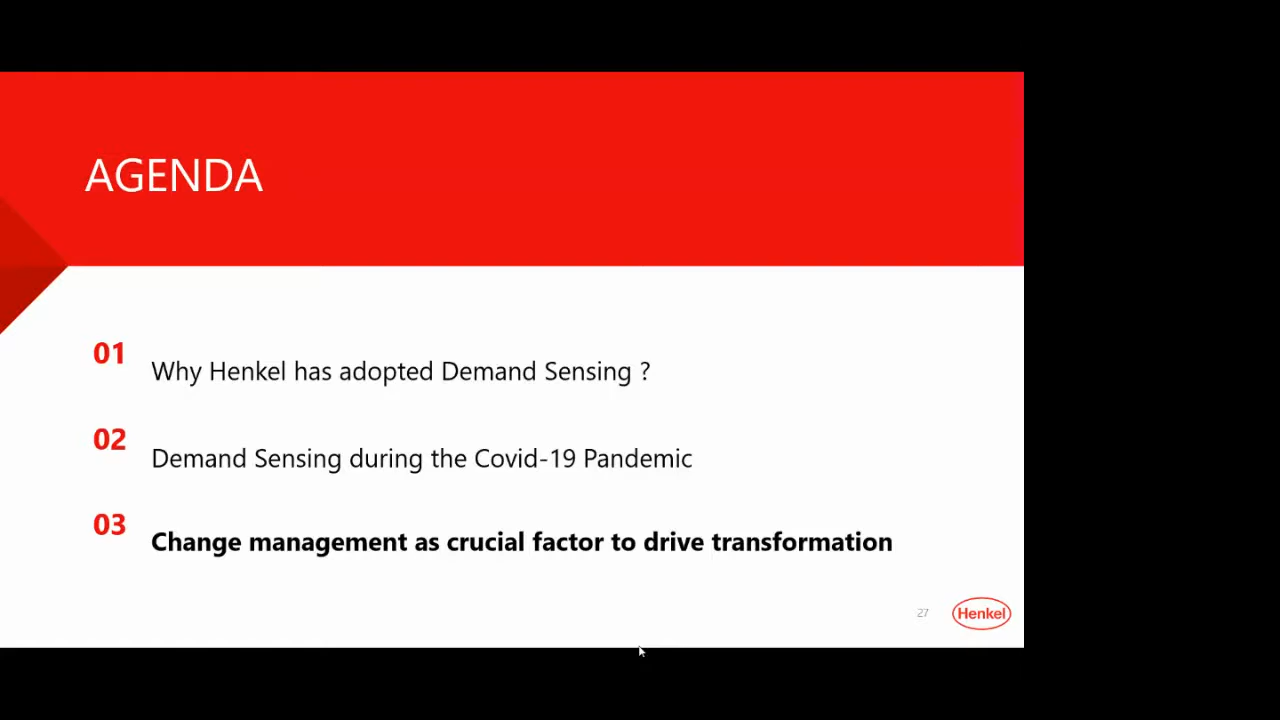 AGENDA
01
Why Henkel has adopted Demand Sensing ?
02
Demand Sensing during the Covid-19 Pandemic
03
Change management as crucial factor to drive transformation
27
Henkel